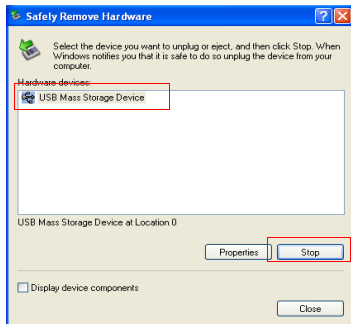 Safely Remove Hardware
Select the device you want to unplug or eject, and then click Stop. When
Windows notifies you that it is safe to do so unplug the device from your
computer.
Hardware devices:
USB Mass Storage Device
USB Mass Storage Device at Location 0
Properties
Stop
Display device components
Close